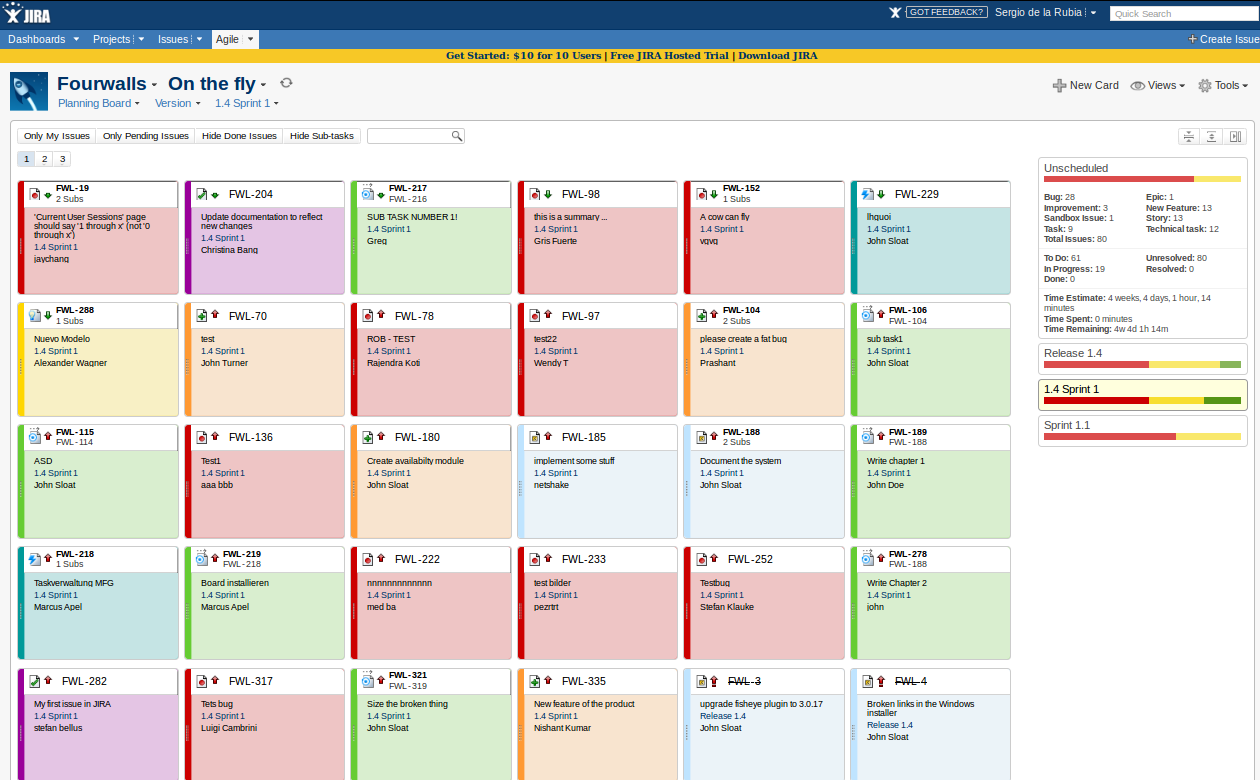 JIRA
GOT FEEDBACK?
Sergio de la Rubia
Quick Search
Dashboards
Projects
Issues
Agile
+ Create Issue
Get Started: $10 for 10 Users | Free JIRA Hosted Trial | Download JIRA
Fourwalls
On the fly
Planning Board
Version
1.4 Sprint 1
New Card
Views
Tools
Only My Issues
Only Pending Issues
Hide Done Issues
Hide Sub-tasks
1 2 3
FWL-19
2 Subs
'Current User Sessions' page
should say '1 through x' (not '0
through x')
1.4 Sprint 1
jaychang
FWL-204
Update documentation to reflect
new changes
1.4 Sprint 1
Christina Bang
FWL-217
FWL-216
SUB TASK NUMBER 1!
1.4 Sprint 1
Greg
FWL-98
this is a summary ...
1.4 Sprint 1
Gris Fuerte
FWL-152
1 Subs
A cow can fly
1.4 Sprint 1
vgvg
FWL-229
lhguoi
1.4 Sprint 1
John Sloat
FWL-288
1 Subs
Nuevo Modelo
1.4 Sprint 1
Alexander Wagner
FWL-70
test
1.4 Sprint 1
John Turner
FWL-78
ROB - TEST
1.4 Sprint 1
Rajendra Koti
FWL-97
test22
1.4 Sprint 1
Wendy T
FWL-104
2 Subs
please create a fat bug
1.4 Sprint 1
Prashant
FWL-106
FWL-104
sub task1
1.4 Sprint 1
John Sloat
FWL-115
FWL-114
ASD
1.4 Sprint 1
John Sloat
FWL-136
Test1
1.4 Sprint 1
aaa bbb
FWL-180
Create availabilty module
1.4 Sprint 1
John Sloat
FWL-185
implement some stuff
1.4 Sprint 1
netshake
FWL-188
2 Subs
Document the system
1.4 Sprint 1
John Sloat
FWL-189
FWL-188
Write chapter 1
1.4 Sprint 1
John Doe
FWL-218
1 Subs
Taskverwaltung MFG
1.4 Sprint 1
Marcus Apel
FWL-219
FWL-218
Board installieren
1.4 Sprint 1
Marcus Apel
FWL-222
nnnnnnnnnnnnn
1.4 Sprint 1
med ba
FWL-233
test bilder
1.4 Sprint 1
pezrtrt
FWL-252
Testbug
1.4 Sprint 1
Stefan Klauke
FWL-278
FWL-188
Write Chapter 2
1.4 Sprint 1
john
FWL-282
My first issue in JIRA
1.4 Sprint 1
stefan bellus
FWL-317
Tets bug
1.4 Sprint 1
Luigi Cambrini
FWL-321
FWL-319
Size the broken thing
1.4 Sprint 1
John Sloat
FWL-335
New feature of the product
1.4 Sprint 1
Nishant Kumar
FWL-3
upgrade fisheye plugin to 3.0.17
Release 1.4
John Sloat
FWL-4
Broken links in the Windows
installer
Release 1.4
John Sloat
Unscheduled
Bug: 28
Epic: 1
Improvement: 3
New Feature: 13
Sandbox Issue: 1
Story: 13
Task: 9
Technical task: 12
Total Issues: 80
To Do: 61
Unresolved: 80
In Progress: 19
Resolved: 0
Done: 0
Time Estimate: 4 weeks, 4 days, 1 hour, 14
minutes
Time Spent: 0 minutes
Time Remaining: 4w 4d 1h 14m
Release 1.4
1.4 Sprint 1
Sprint 1.1